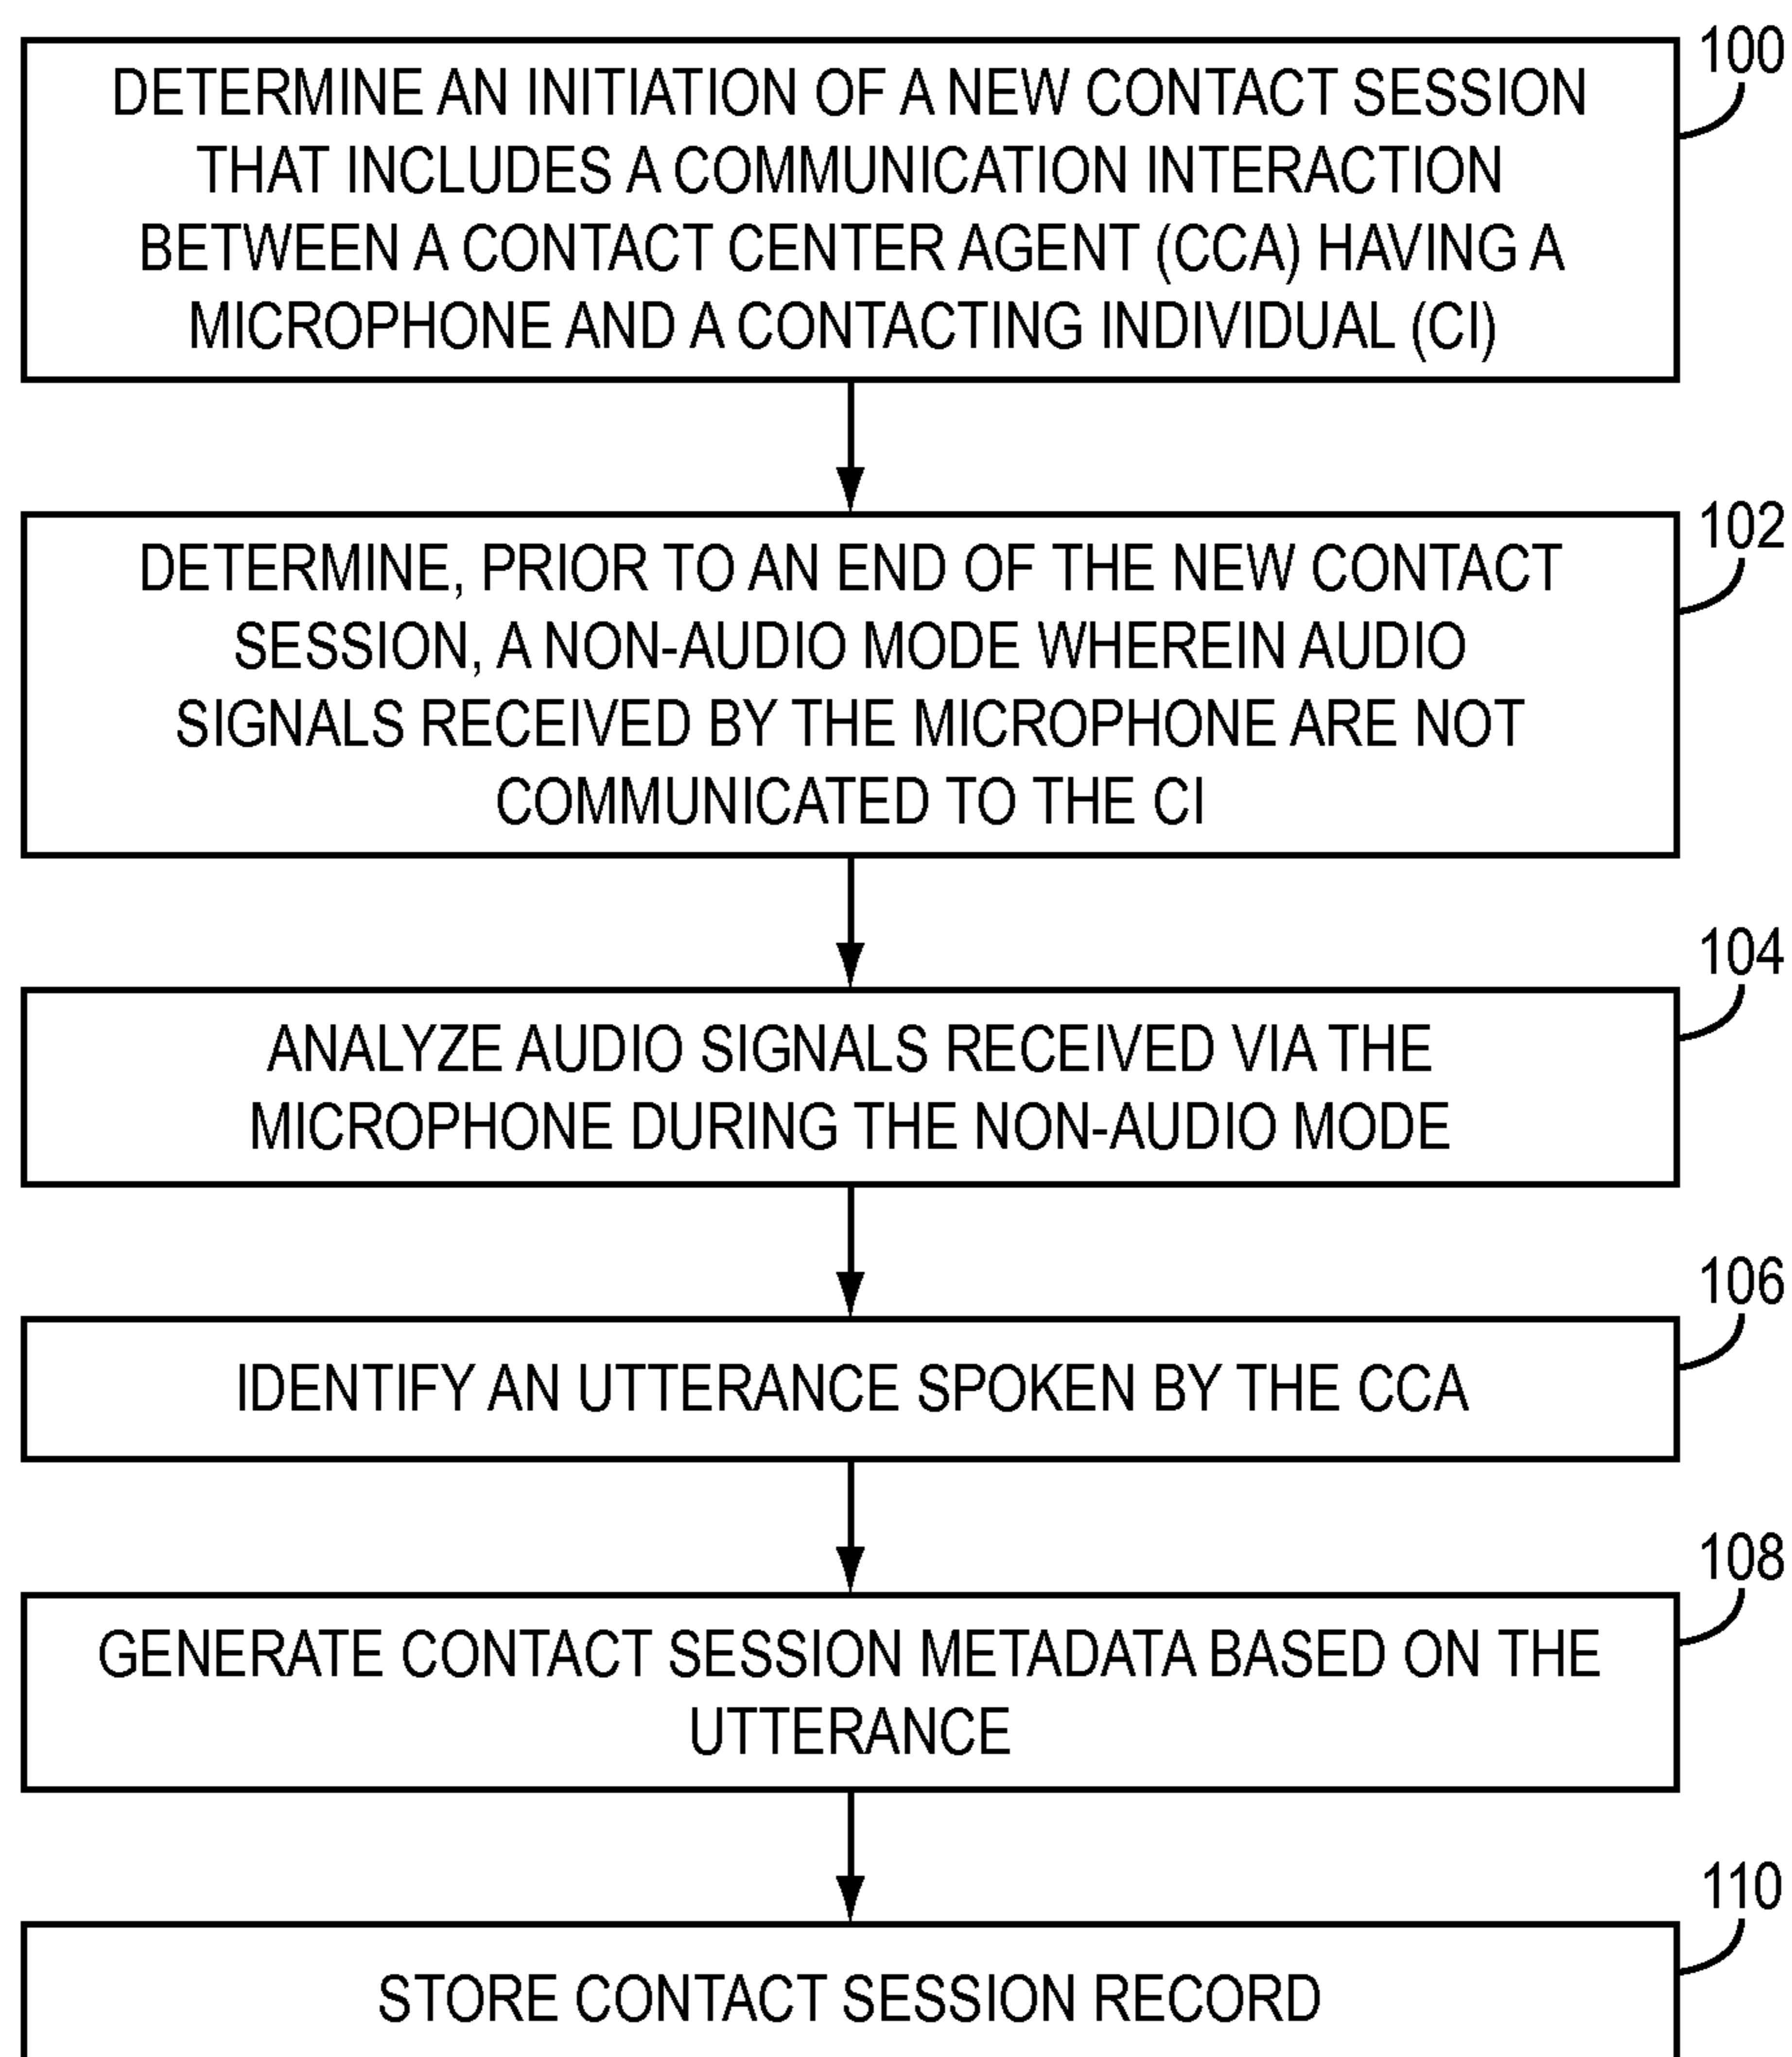 100
DETERMINE AN INITIATION OF A NEW CONTACT SESSION
THAT INCLUDES A COMMUNICATION INTERACTION
BETWEEN A CONTACT CENTER AGENT (CCA) HAVING A
MICROPHONE AND A CONTACTING INDIVIDUAL (CI)
102
DETERMINE, PRIOR TO AN END OF THE NEW CONTACT
SESSION, A NON-AUDIO MODE WHEREIN AUDIO
SIGNALS RECEIVED BY THE MICROPHONE ARE NOT
COMMUNICATED TO THE CI
104
ANALYZE AUDIO SIGNALS RECEIVED VIA THE
MICROPHONE DURING THE NON-AUDIO MODE
106
IDENTIFY AN UTTERANCE SPOKEN BY THE CCA
108
GENERATE CONTACT SESSION METADATA BASED ON THE
UTTERANCE
110
STORE CONTACT SESSION RECORD